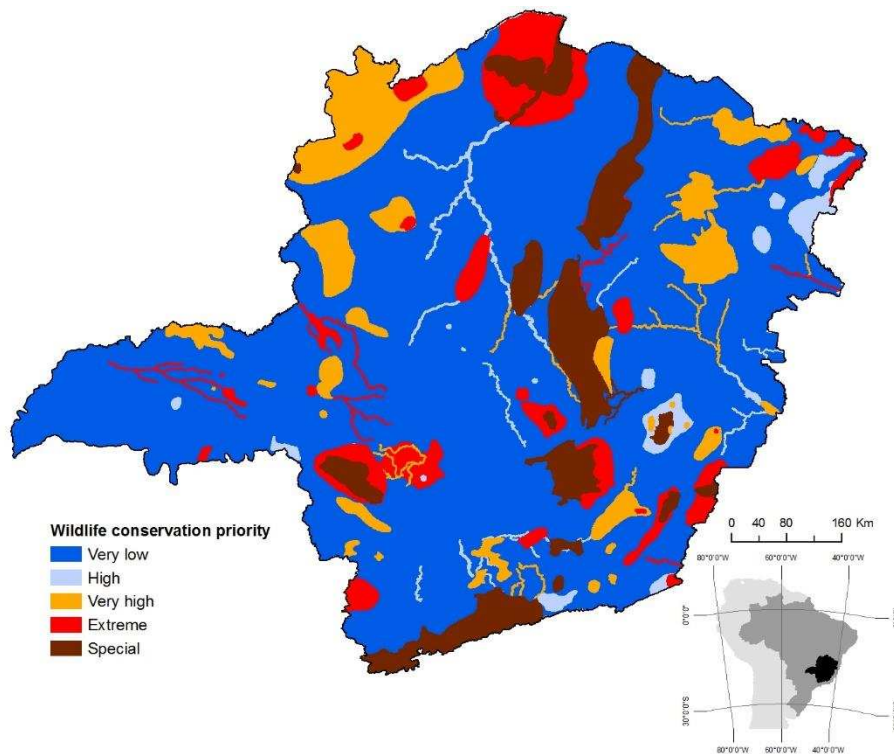 Wildlife conservation priority
Very low
High
Very high
Extreme
Special
0 40 80 160 Km
80°0'0"W 60°0'0"W 40°0'0"W
0°0'0"
30°0'0"S
80°0'0"W 60°0'0"W 40°0'0"W